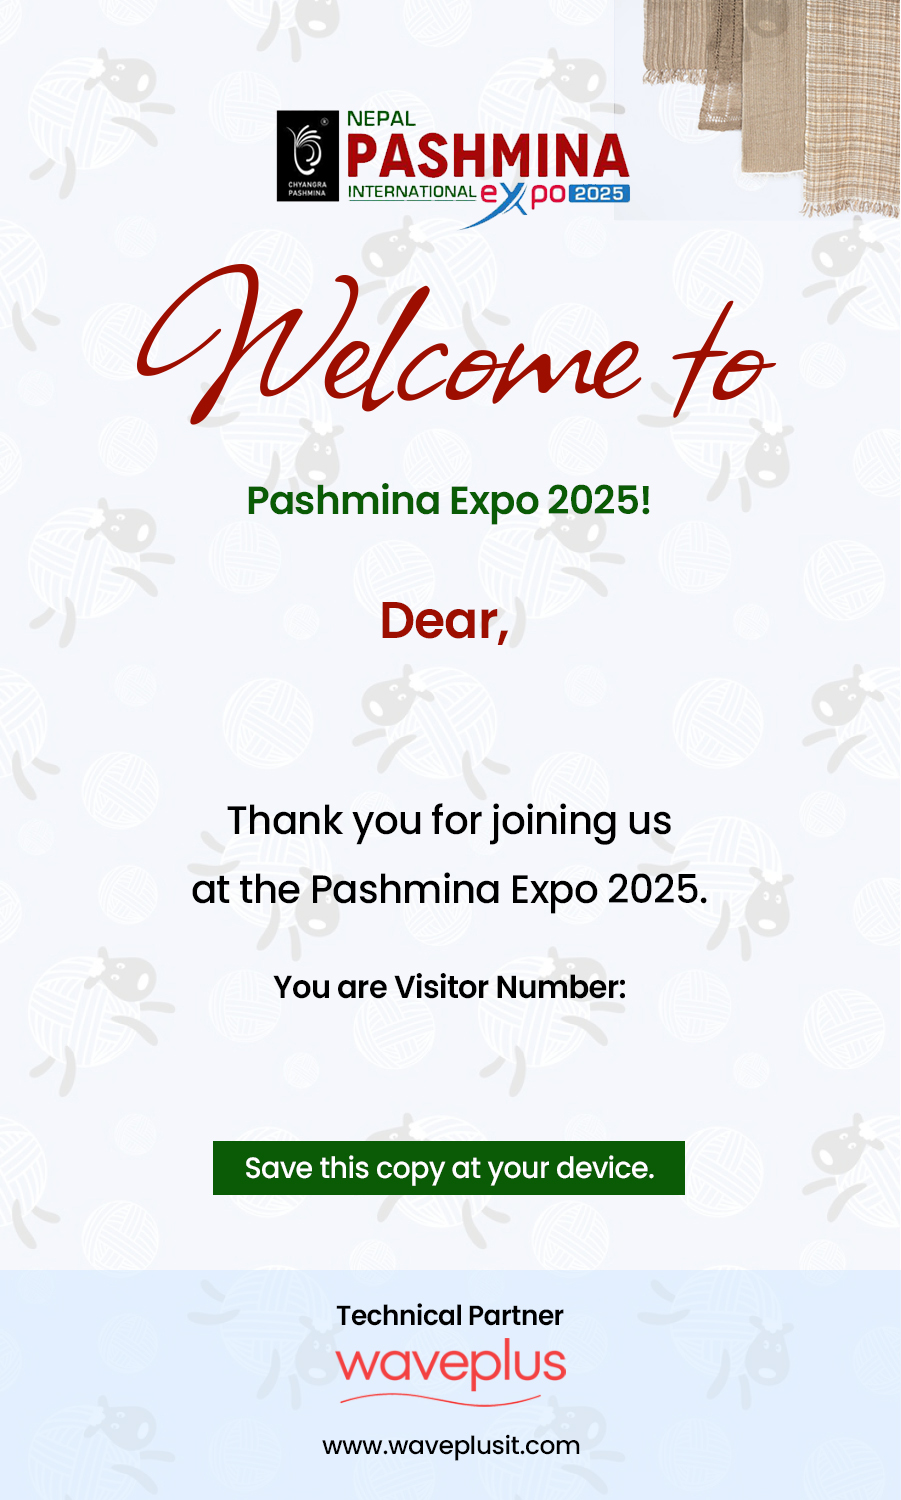 NEPAL
PASHMINA
INTERNATIONAL expo 2025
®
CHYANGRA
PASHMINA
Welcome to
Pashmina Expo 2025!
Dear,
Thank you for joining us
at the Pashmina Expo 2025.
You are Visitor Number:
Save this copy at your device.
Technical Partner
waveplus
www.waveplusit.com